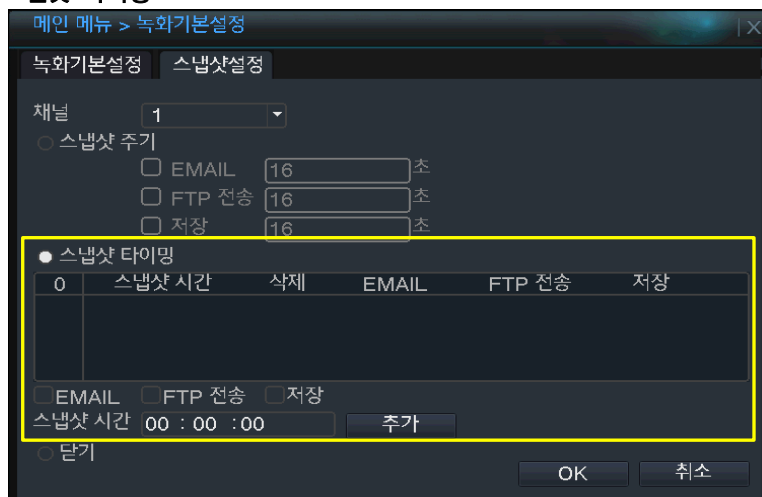 메인 메뉴 > 녹화기본설정 X
녹화기본설정 스냅샷설정
채널 1
스냅샷 주기
EMAIL 16 초
FTP 전송 16 초
저장 16 초
스냅샷 타이밍
0 스냅샷 시간 삭제 EMAIL FTP 전송 저장
EMAIL FTP 전송 저장
스냅샷 시간 00 : 00 : 00 추가
닫기
OK 취소